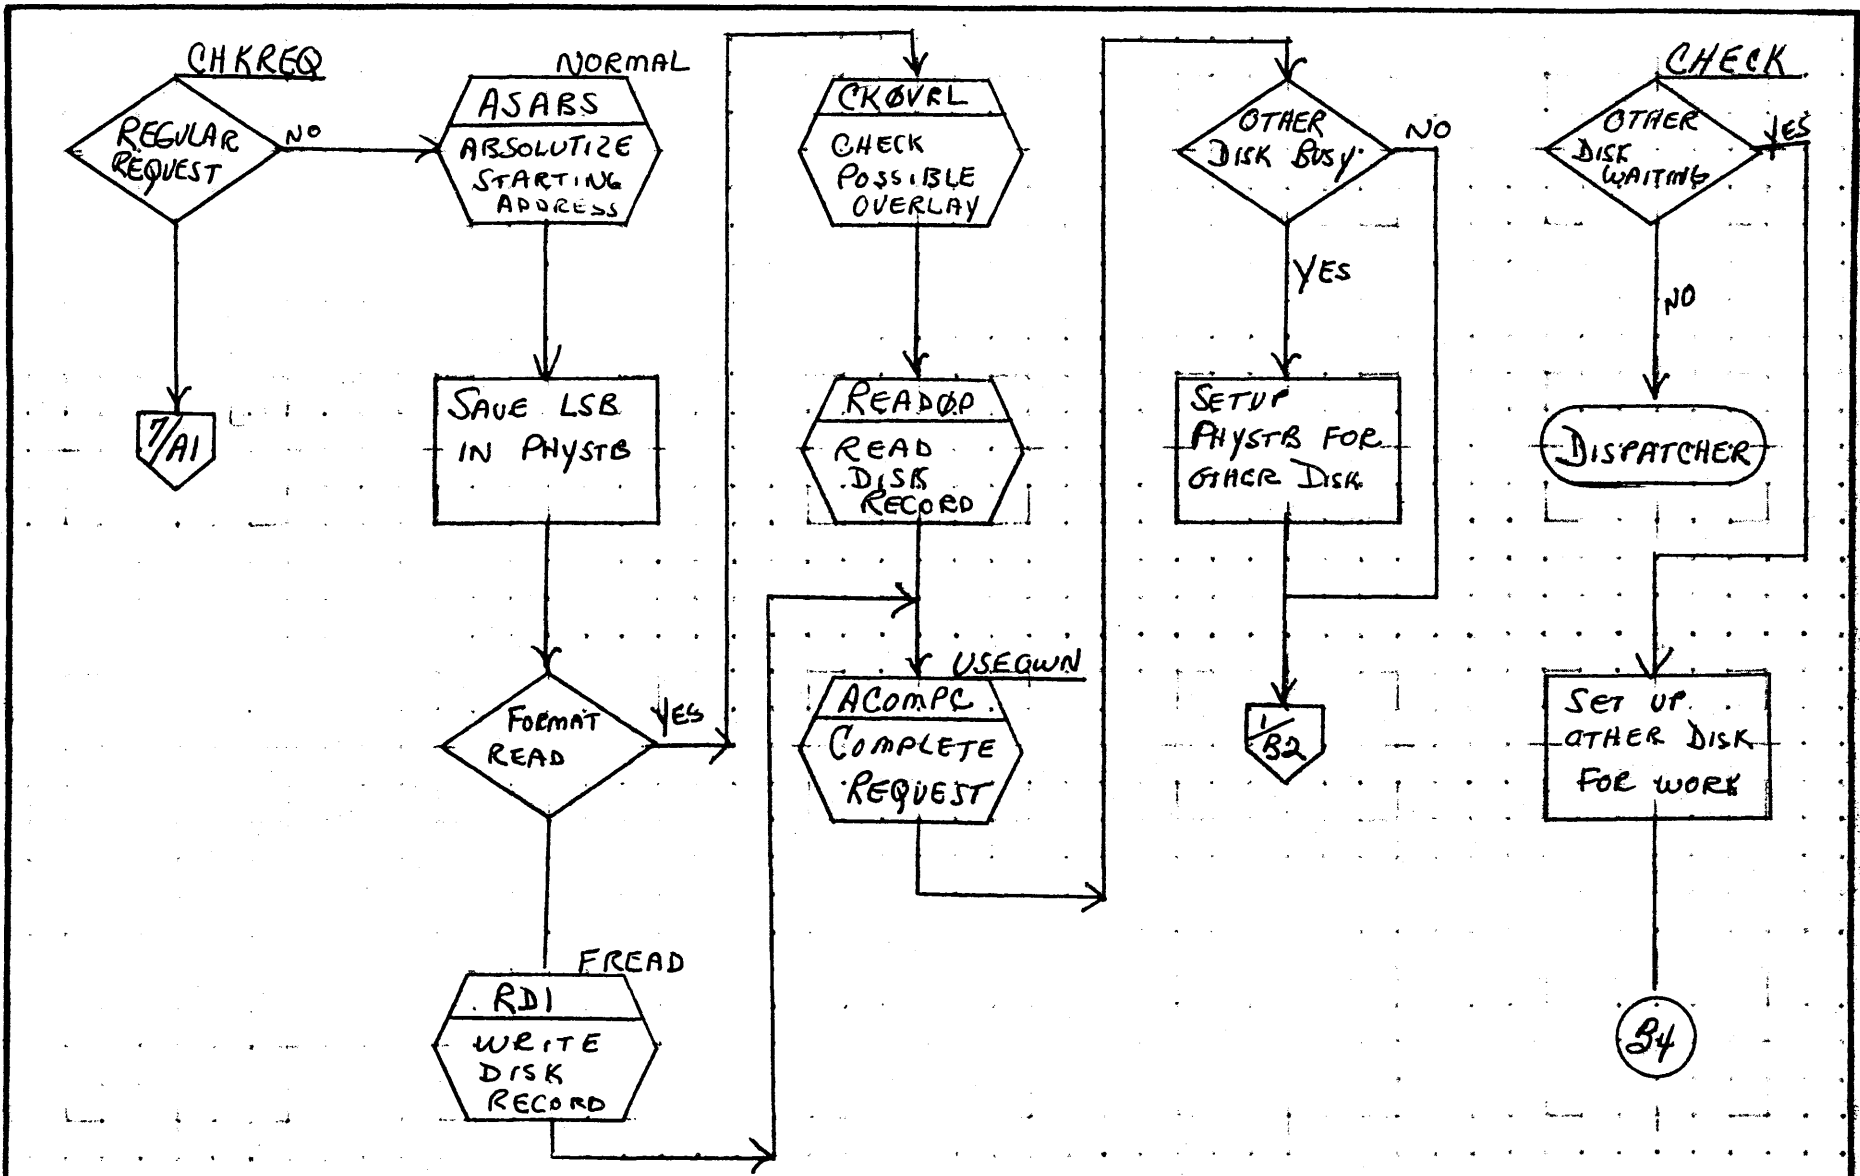 CHKREQ
REGULAR
REQUEST
NO
7/A1
NORMAL
ASABS
ABSOLUTIZE
STARTING
ADDRESS
SAVE LSB
IN PHYSTB
FORMAT
READ
YES
FREAD
RD1
WRITE
DISK
RECORD
CKØVRL
CHECK
POSSIBLE
OVERLAY
READØP
READ
DISK
RECORD
USEQWN
ACOMPC
COMPLETE
REQUEST
OTHER
DISK BUSY
NO
YES
SETUP
PHYSTB FOR
OTHER DISK
1/B2
CHECK
OTHER
DISK
WAITING
YES
NO
DISPATCHER
SET UP
OTHER DISK
FOR WORK
B4